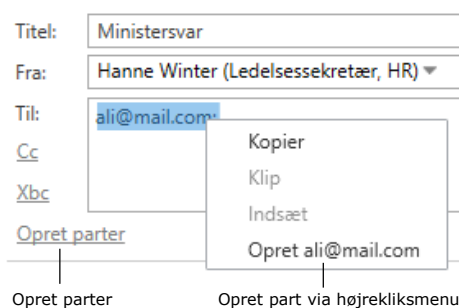 Titel: Ministersvar
Fra: Hanne Winter (Ledelsessekretær, HR)
Til: ali@mail.com;
Kopier
Cc
Klip
Xbc
Indsæt
Opret parter
Opret ali@mail.com
Opret parter Opret part via højrekliksmenu